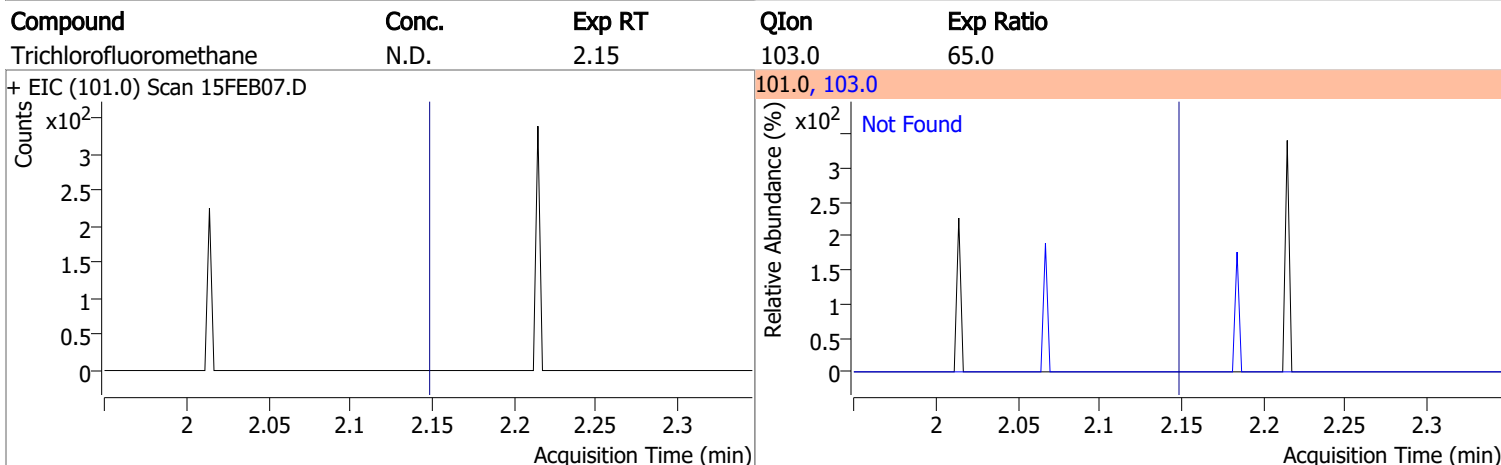 Compound Conc. Exp RT QIon Exp Ratio
Trichlorofluoromethane N.D. 2.15 103.0 65.0
+ EIC (101.0) Scan 15FEB07.D
Counts
x10²
3
2.5
2
1.5
1
0.5
0
2 2.05 2.1 2.15 2.2 2.25 2.3
Acquisition Time (min)
101.0, 103.0
Relative Abundance (%)
x10²
Not Found
3
2.5
2
1.5
1
0.5
0
2 2.05 2.1 2.15 2.2 2.25 2.3
Acquisition Time (min)